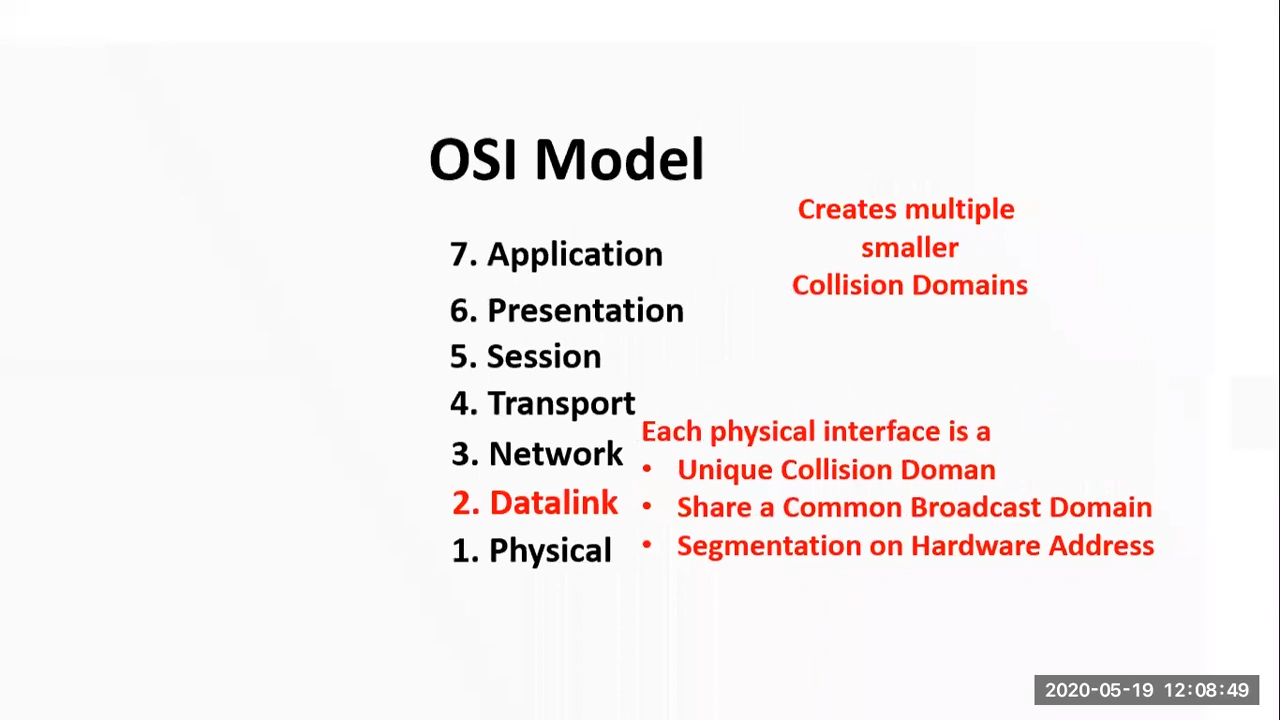 OSI Model
Creates multiple
smaller
Collision Domains
7. Application
6. Presentation
5. Session
4. Transport
3. Network
2. Datalink
1. Physical
Each physical interface is a
• Unique Collision Doman
• Share a Common Broadcast Domain
• Segmentation on Hardware Address
2020-05-19 12:08:49